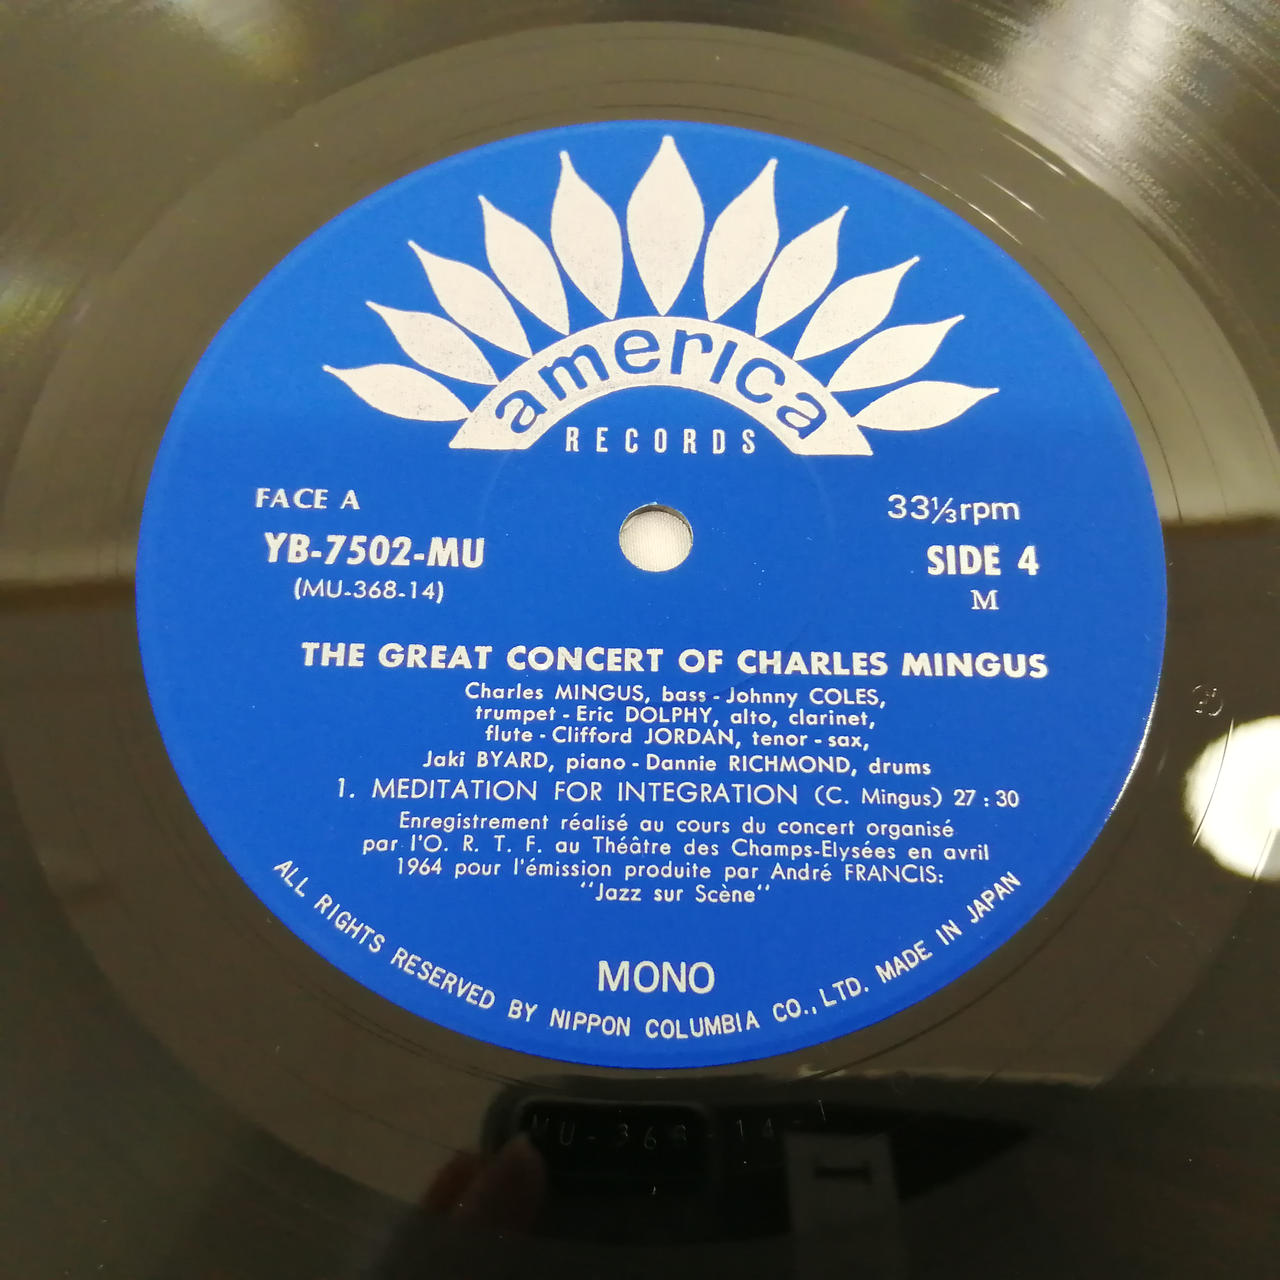 america
RECORDS
FACE A
33⅓rpm
YB-7502-MU
SIDE 4
(MU-368-14)
M
THE GREAT CONCERT OF CHARLES MINGUS
Charles MINGUS, bass - Johnny COLES,
trumpet - Eric DOLPHY, alto, clarinet,
flute - Clifford JORDAN, tenor - sax,
Jaki BYARD, piano - Dannie RICHMOND, drums
1. MEDITATION FOR INTEGRATION (C. Mingus) 27 : 30
Enregistrement réalisé au cours du concert organisé
par l'O. R. T. F. au Théâtre des Champs-Elysées en avril
1964 pour l'émission produite par André FRANCIS:
"Jazz sur Scène"
MONO
ALL RIGHTS RESERVED BY NIPPON COLUMBIA CO., LTD. MADE IN JAPAN
MU-368-14-1